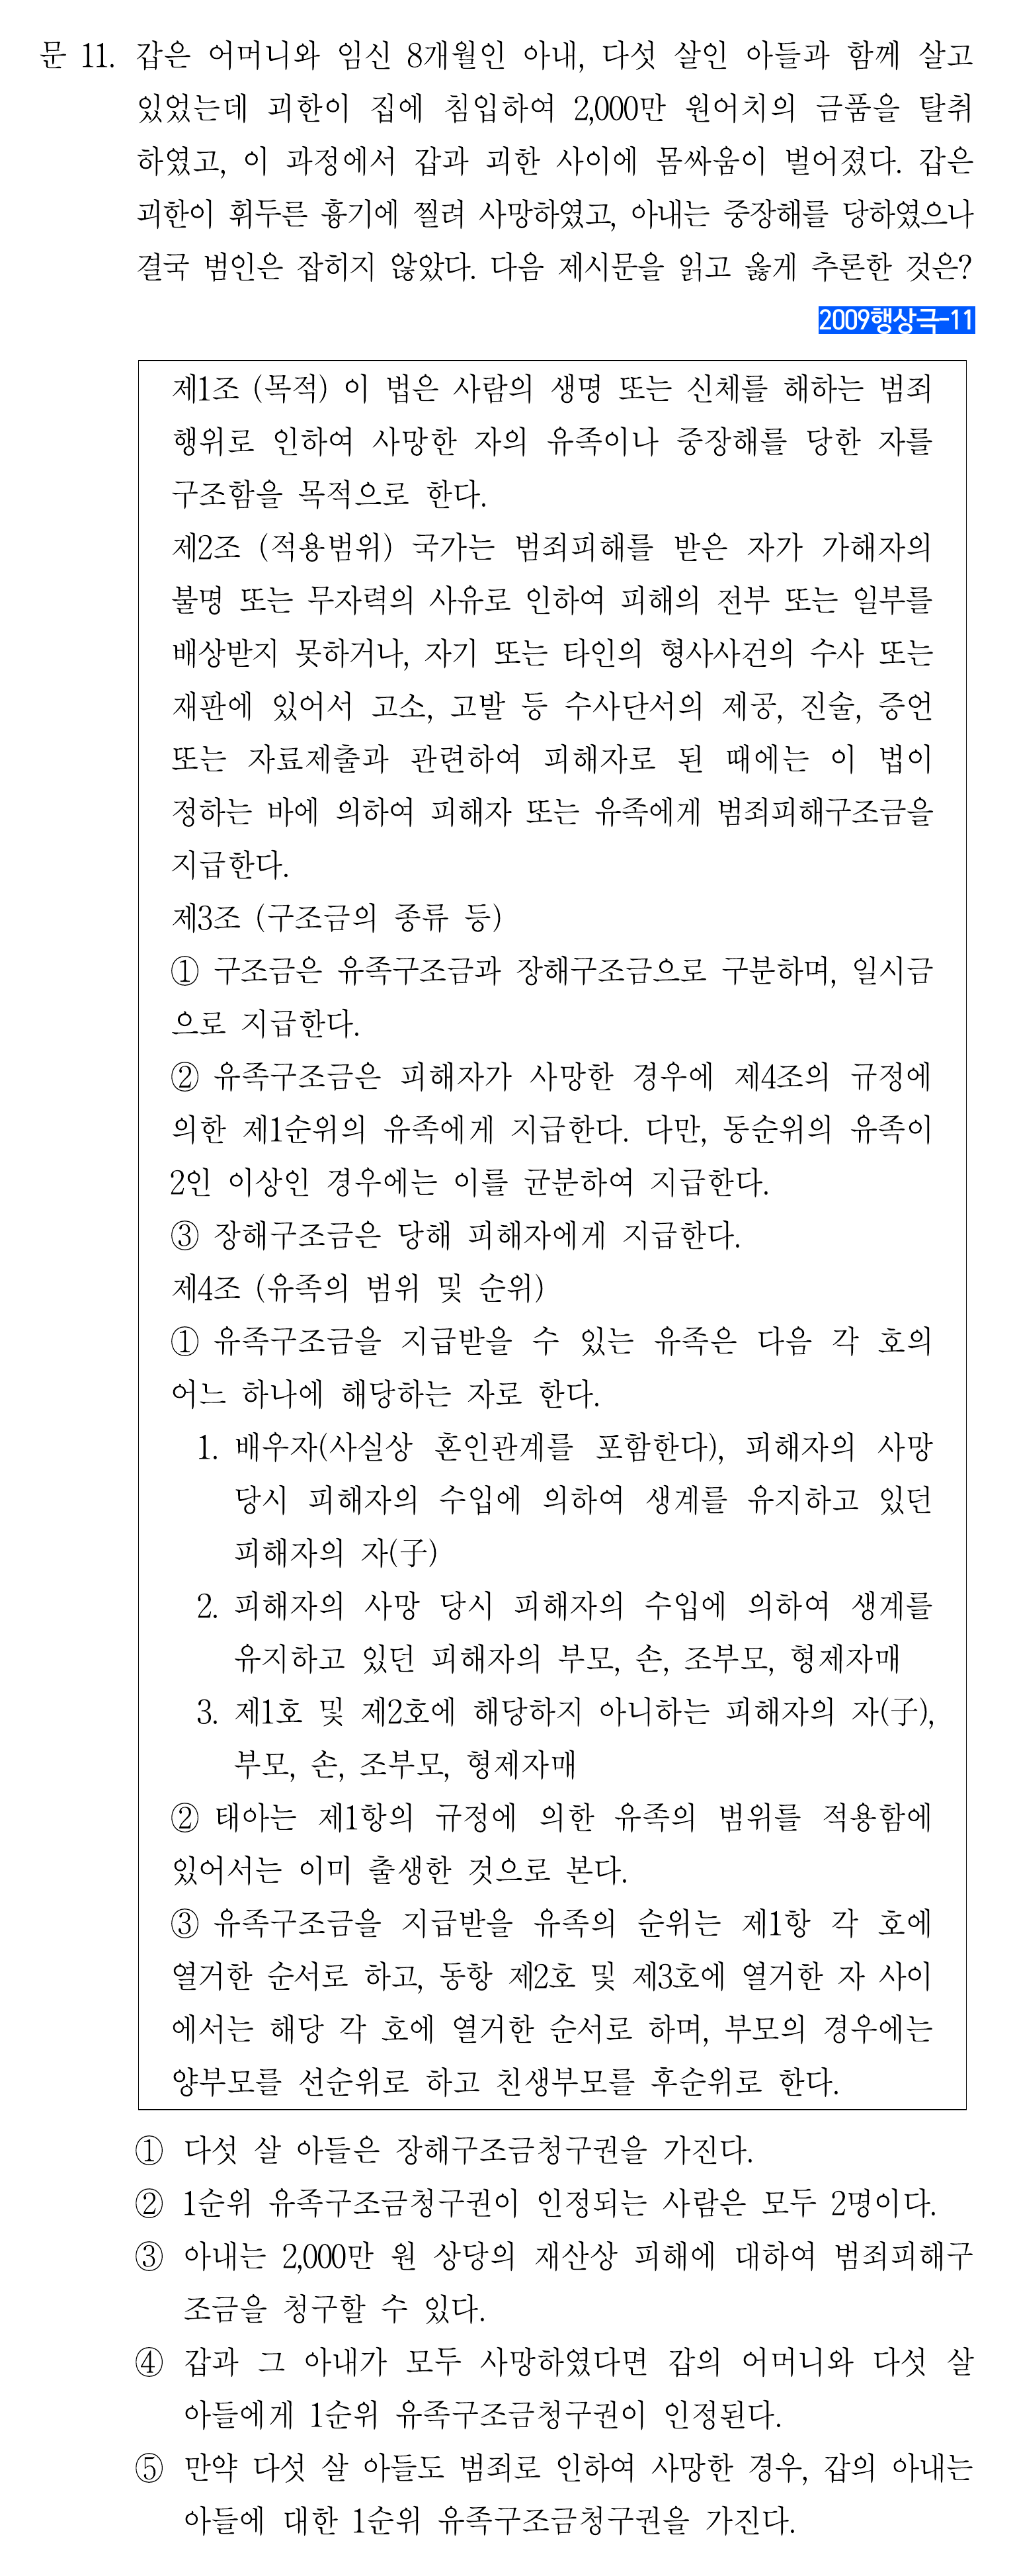 문 11. 갑은 어머니와 임신 8개월인 아내, 다섯 살인 아들과 함께 살고
있었는데 괴한이 집에 침입하여 2,000만 원어치의 금품을 탈취
하였고, 이 과정에서 갑과 괴한 사이에 몸싸움이 벌어졌다. 갑은
괴한이 휘두른 흉기에 찔려 사망하였고, 아내는 중장해를 당하였으나
결국 범인은 잡히지 않았다. 다음 제시문을 읽고 옳게 추론한 것은?
2009행상극-11
제1조 (목적) 이 법은 사람의 생명 또는 신체를 해하는 범죄
행위로 인하여 사망한 자의 유족이나 중장해를 당한 자를
구조함을 목적으로 한다.
제2조 (적용범위) 국가는 범죄피해를 받은 자가 가해자의
불명 또는 무자력의 사유로 인하여 피해의 전부 또는 일부를
배상받지 못하거나, 자기 또는 타인의 형사사건의 수사 또는
재판에 있어서 고소, 고발 등 수사단서의 제공, 진술, 증언
또는 자료제출과 관련하여 피해자로 된 때에는 이 법이
정하는 바에 의하여 피해자 또는 유족에게 범죄피해구조금을
지급한다.
제3조 (구조금의 종류 등)
① 구조금은 유족구조금과 장해구조금으로 구분하며, 일시금
으로 지급한다.
② 유족구조금은 피해자가 사망한 경우에 제4조의 규정에
의한 제1순위의 유족에게 지급한다. 다만, 동순위의 유족이
2인 이상인 경우에는 이를 균분하여 지급한다.
③ 장해구조금은 당해 피해자에게 지급한다.
제4조 (유족의 범위 및 순위)
① 유족구조금을 지급받을 수 있는 유족은 다음 각 호의
어느 하나에 해당하는 자로 한다.
1. 배우자(사실상 혼인관계를 포함한다), 피해자의 사망
당시 피해자의 수입에 의하여 생계를 유지하고 있던
피해자의 자(子)
2. 피해자의 사망 당시 피해자의 수입에 의하여 생계를
유지하고 있던 피해자의 부모, 손, 조부모, 형제자매
3. 제1호 및 제2호에 해당하지 아니하는 피해자의 자(子),
부모, 손, 조부모, 형제자매
② 태아는 제1항의 규정에 의한 유족의 범위를 적용함에
있어서는 이미 출생한 것으로 본다.
③ 유족구조금을 지급받을 유족의 순위는 제1항 각 호에
열거한 순서로 하고, 동항 제2호 및 제3호에 열거한 자 사이
에서는 해당 각 호에 열거한 순서로 하며, 부모의 경우에는
양부모를 선순위로 하고 친생부모를 후순위로 한다.
① 다섯 살 아들은 장해구조금청구권을 가진다.
② 1순위 유족구조금청구권이 인정되는 사람은 모두 2명이다.
③ 아내는 2,000만 원 상당의 재산상 피해에 대하여 범죄피해구
조금을 청구할 수 있다.
④ 갑과 그 아내가 모두 사망하였다면 갑의 어머니와 다섯 살
아들에게 1순위 유족구조금청구권이 인정된다.
⑤ 만약 다섯 살 아들도 범죄로 인하여 사망한 경우, 갑의 아내는
아들에 대한 1순위 유족구조금청구권을 가진다.